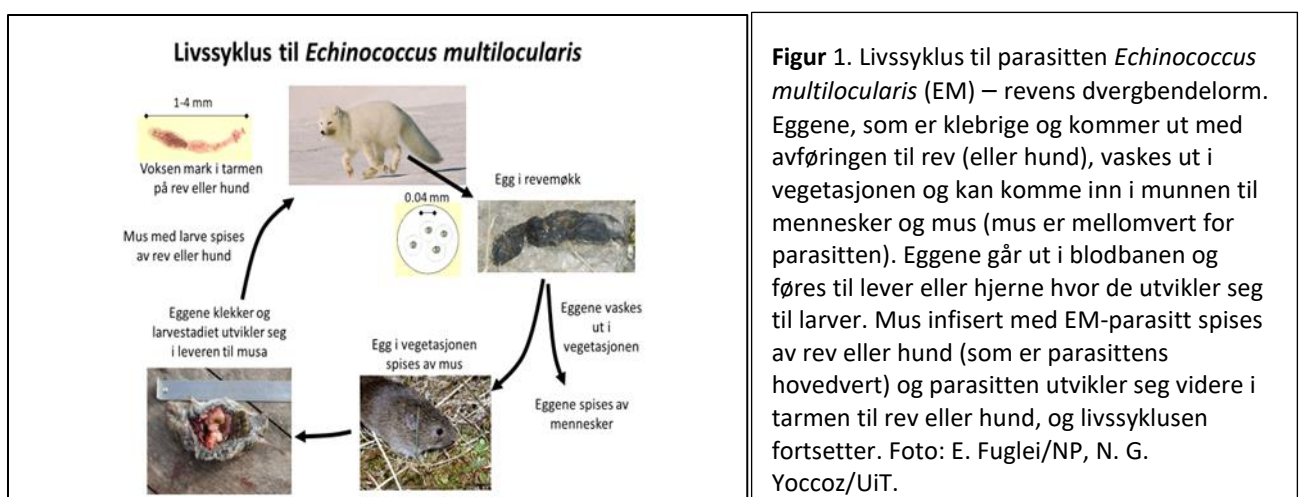 Livssyklus til Echinococcus multilocularis
1-4 mm
Voksen mark i tarmen
på rev eller hund
Egg i revemøkk
0.04 mm
Mus med larve spises
av rev eller hund
Eggene klekker og
larvestadiet utvikler seg
i leveren til musa
Egg i vegetasjonen
spises av mus
Eggene vaskes
ut i
vegetasjonen
Eggene spises av
mennesker
Figur 1. Livssyklus til parasitten Echinococcus
multilocularis (EM) – revens dvergbendelorm.
Eggene, som er klebrige og kommer ut med
avføringen til rev (eller hund), vaskes ut i
vegetasjonen og kan komme inn i munnen til
mennesker og mus (mus er mellomvert for
parasitten). Eggene går ut i blodbanen og
føres til lever eller hjerne hvor de utvikler seg
til larver. Mus infisert med EM-parasitt spises
av rev eller hund (som er parasittens
hovedvert) og parasitten utvikler seg videre i
tarmen til rev eller hund, og livssyklusen
fortsetter. Foto: E. Fuglei/NP, N. G.
Yoccoz/UiT.